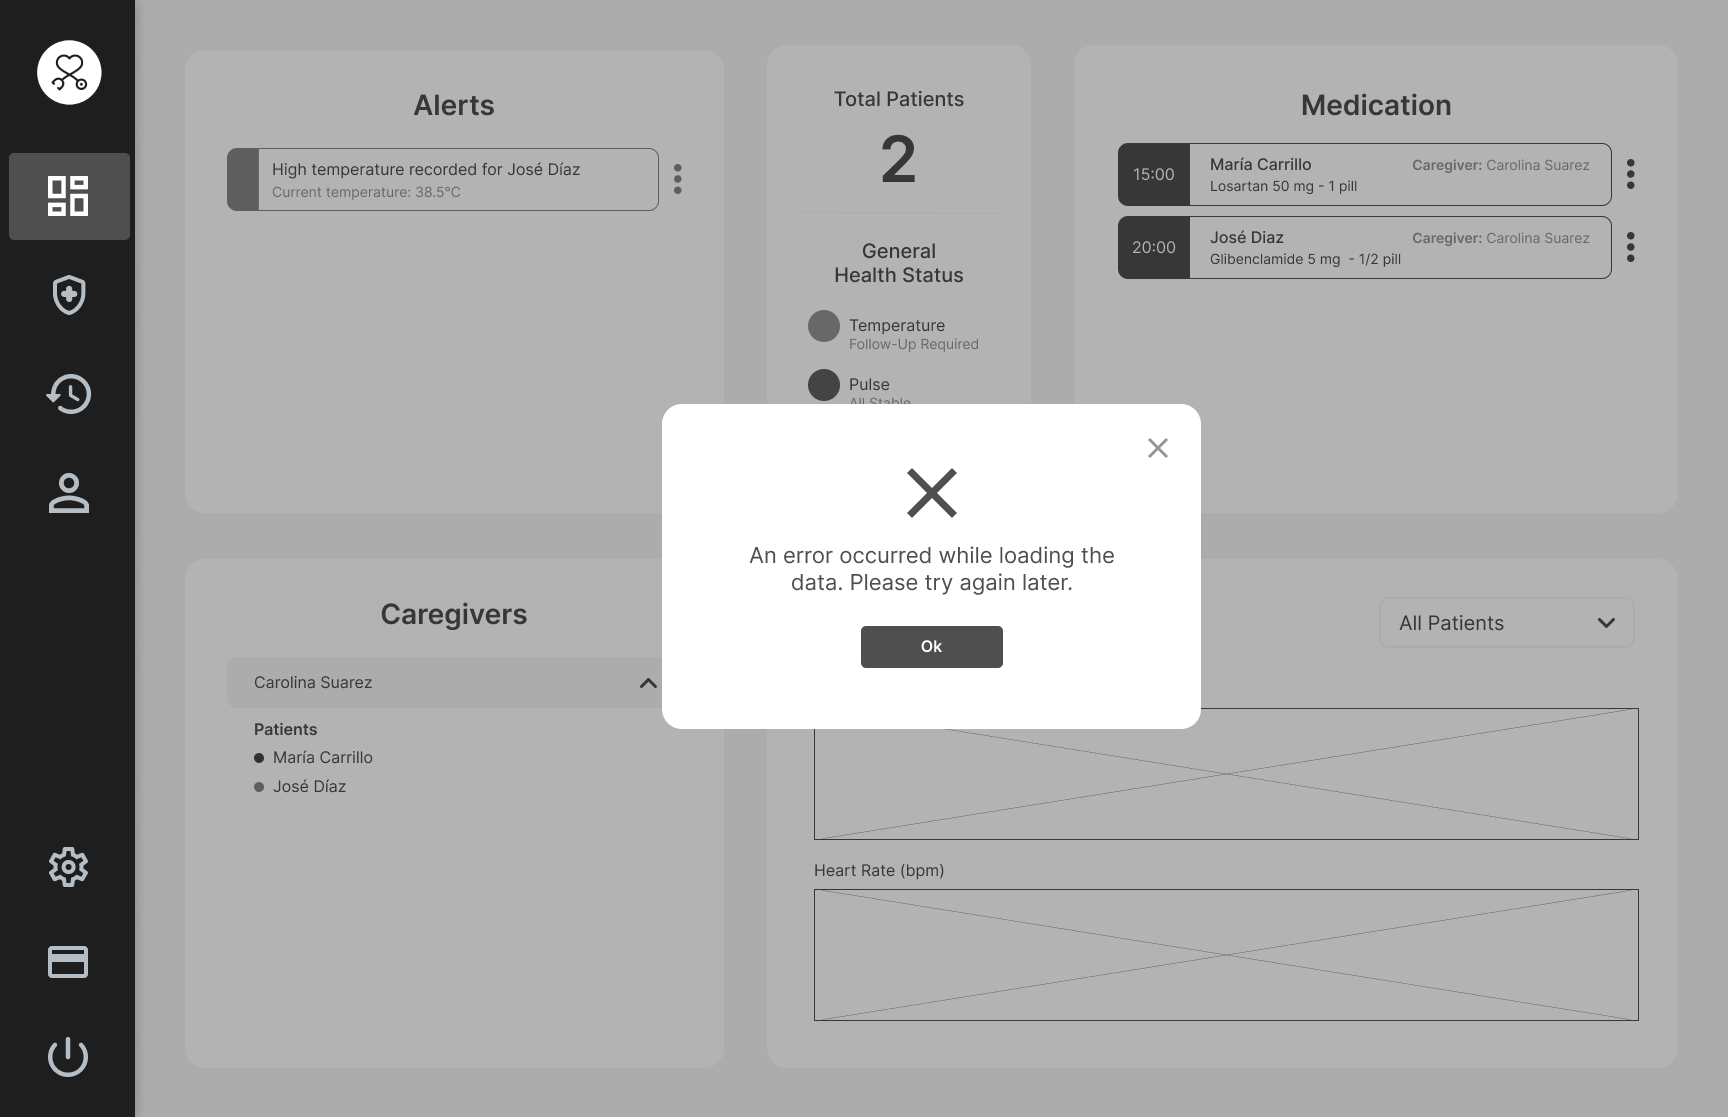 Alerts
High temperature recorded for José Díaz
Current temperature: 38.5°C
Total Patients
2
General
Health Status
Temperature
Follow-Up Required
Pulse
All Stable
Medication
15:00
María Carrillo
Caregiver: Carolina Suarez
Losartan 50 mg - 1 pill
20:00
José Diaz
Caregiver: Carolina Suarez
Glibenclamide 5 mg - 1/2 pill
An error occurred while loading the
data. Please try again later.
Ok
Caregivers
Carolina Suarez
Patients
María Carrillo
José Díaz
All Patients
Heart Rate (bpm)